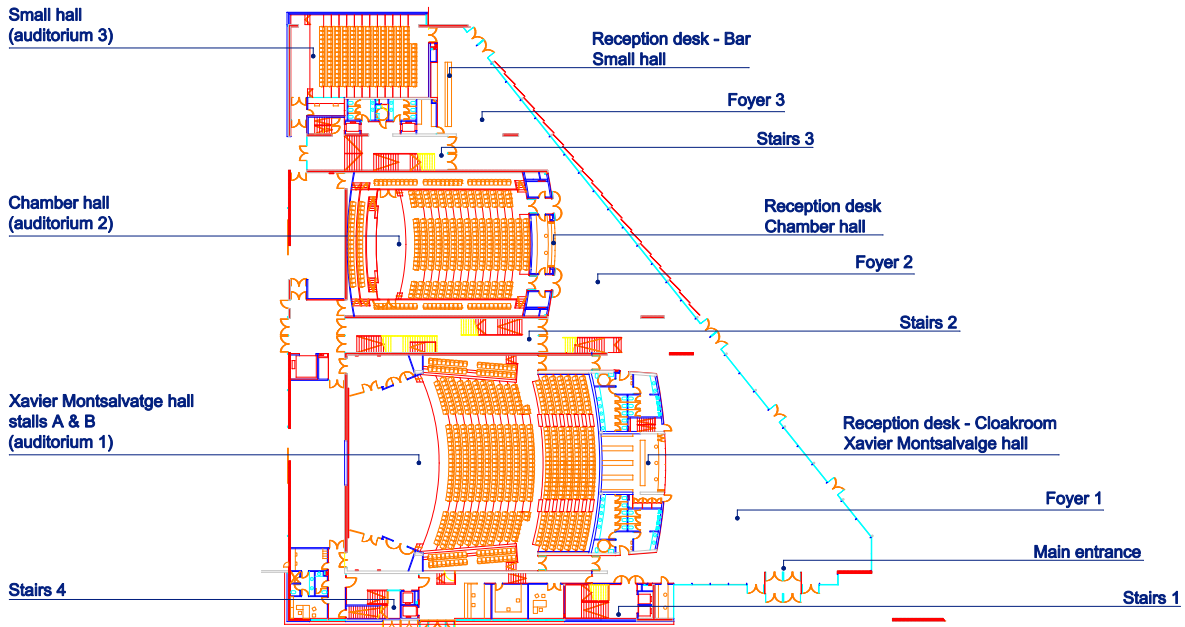 Small hall
(auditorium 3)
Reception desk - Bar
Small hall
Foyer 3
Stairs 3
Chamber hall
(auditorium 2)
Reception desk
Chamber hall
Foyer 2
Stairs 2
Xavier Montsalvatge hall
stalls A & B
(auditorium 1)
Reception desk - Cloakroom
Xavier Montsalvalge hall
Foyer 1
Main entrance
Stairs 4
Stairs 1